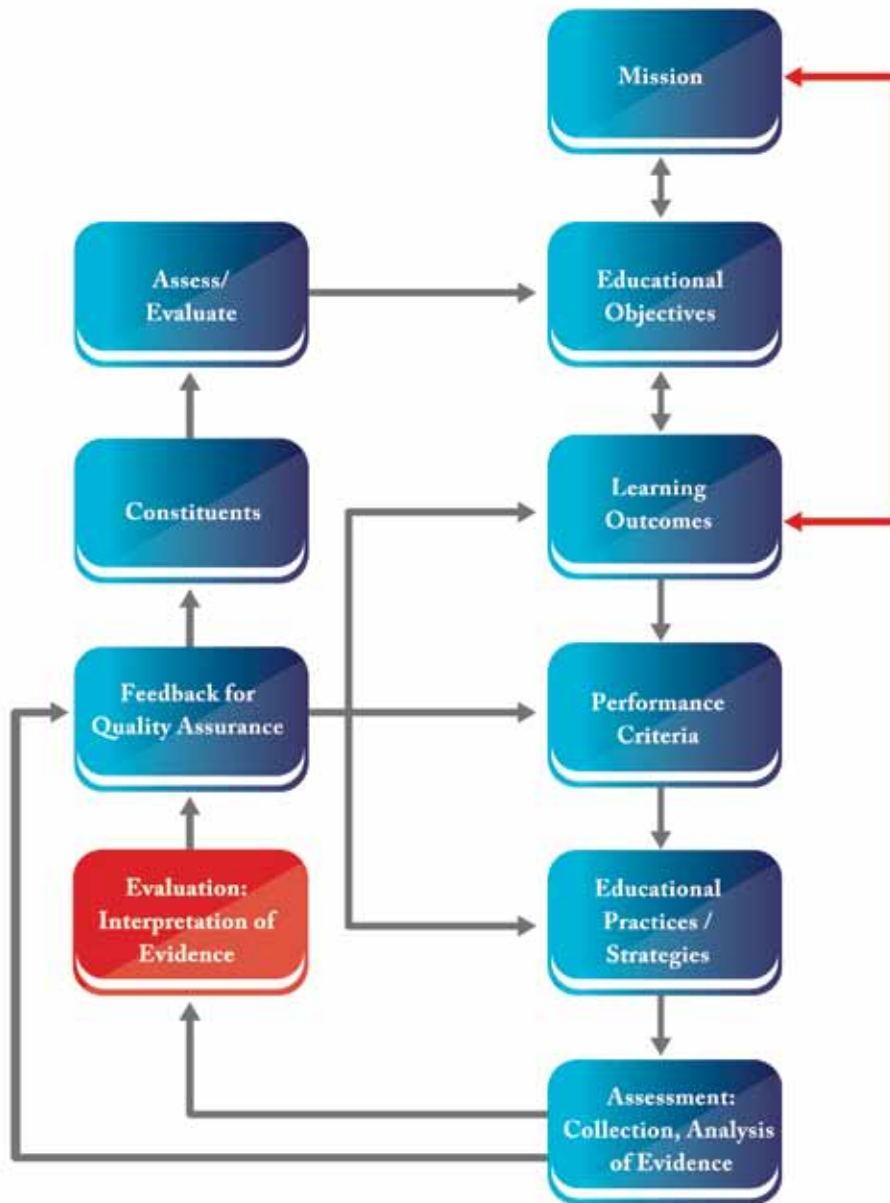 Mission
Assess/
Evaluate
Educational
Objectives
Constituents
Learning
Outcomes
Feedback for
Quality Assurance
Performance
Criteria
Evaluation:
Interpretation of
Evidence
Educational
Practices /
Strategies
Assessment:
Collection, Analysis
of Evidence